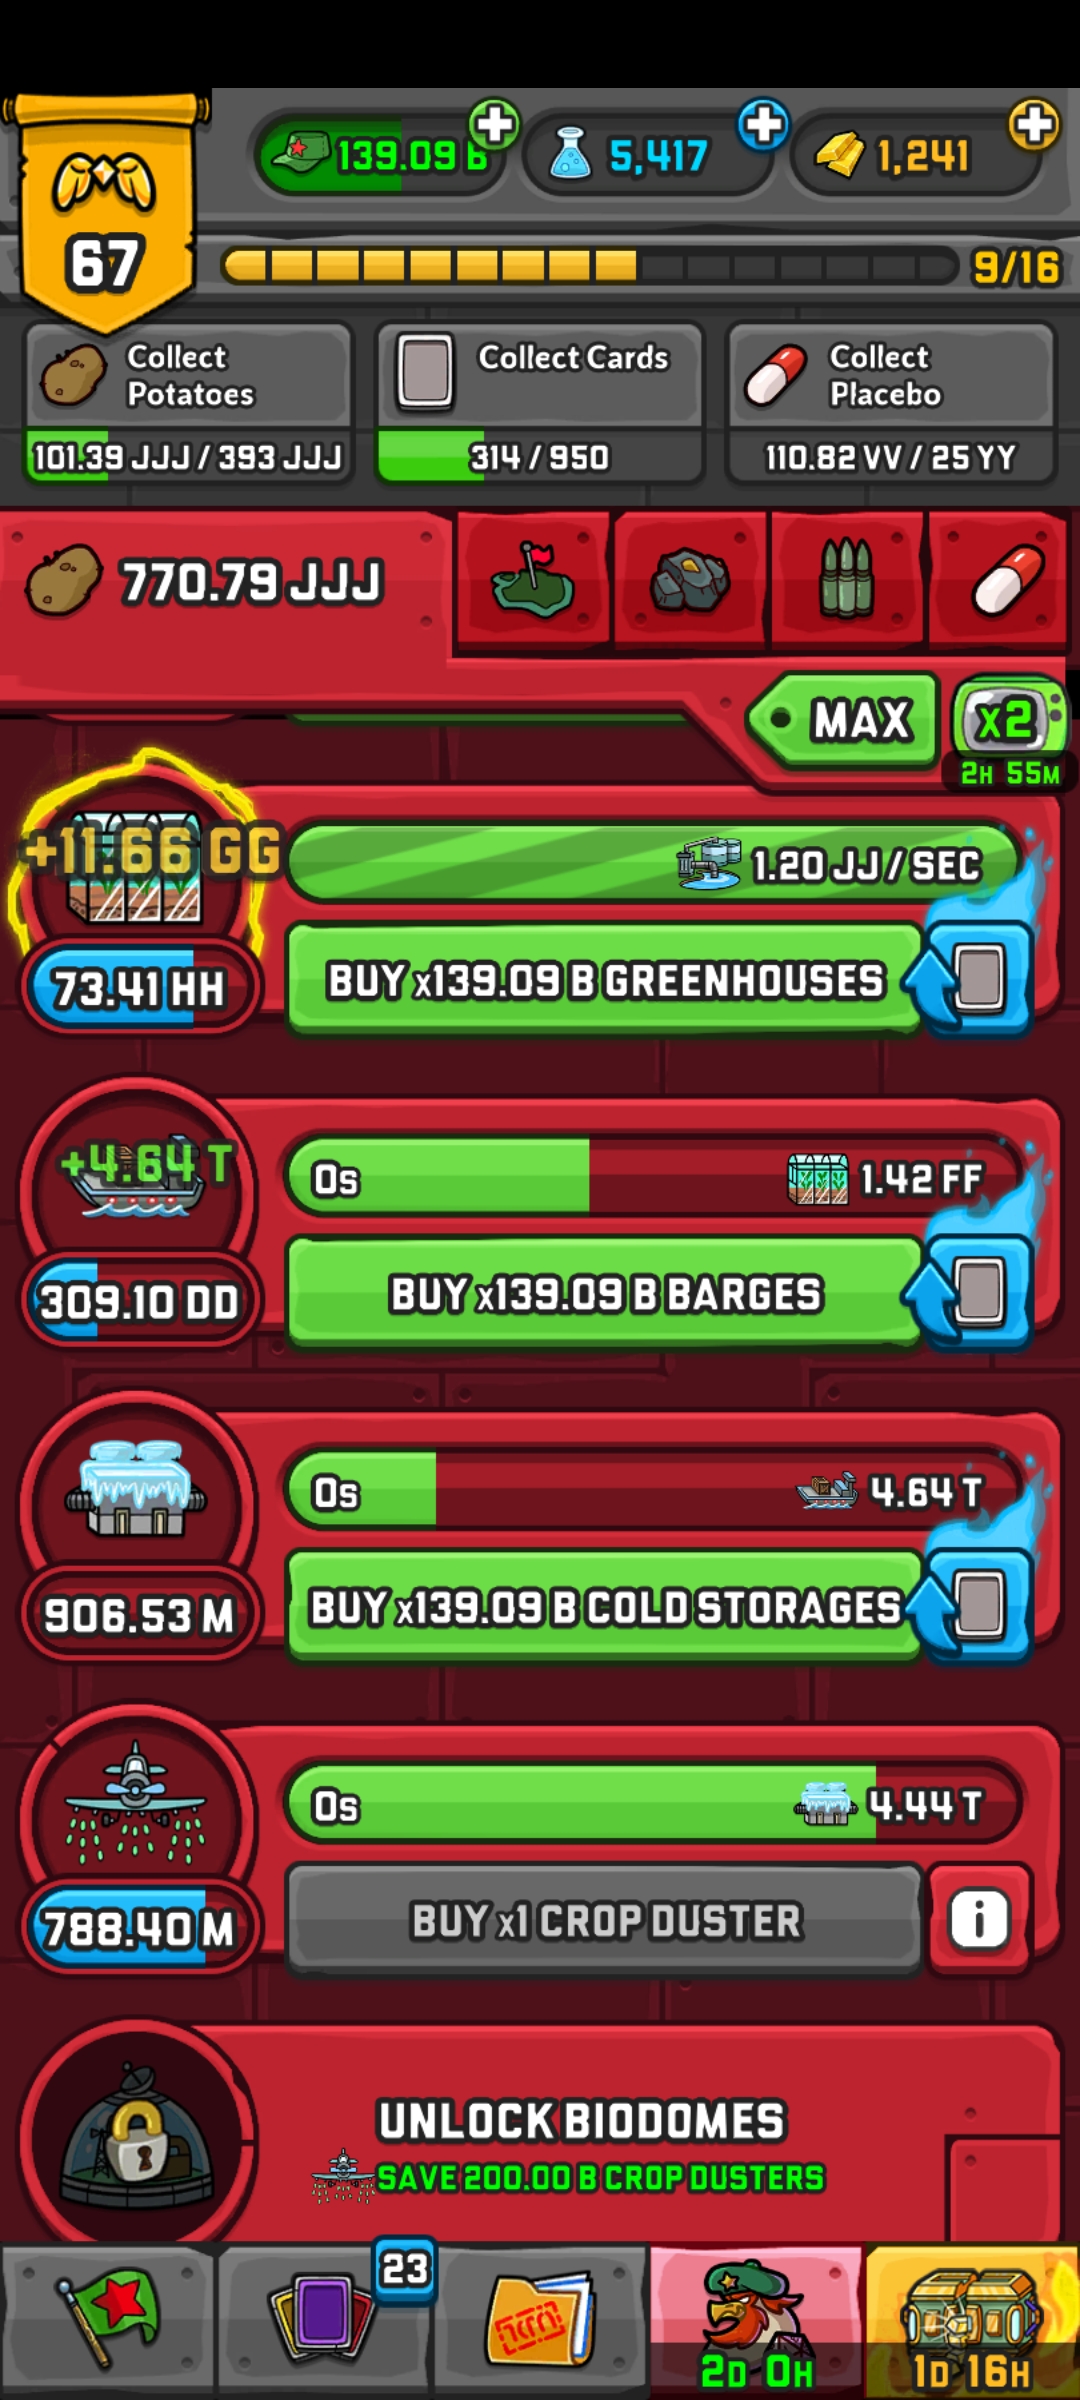 139.09 B
5,417
1,241
67
9/16
Collect
Potatoes
101.39 JJJ / 393 JJJ
Collect Cards
314 / 950
Collect
Placebo
110.82 VV / 25 YY
770.79 JJJ
MAX
x2
2H 55M
+11.66 GG
1.20 JJ / SEC
73.41 HH
BUY x139.09 B GREENHOUSES
+4.64 T
0s
1.42 FF
309.10 DD
BUY x139.09 B BARGES
0s
4.64 T
906.53 M
BUY x139.09 B COLD STORAGES
0s
4.44 T
788.40 M
BUY x1 CROP DUSTER
i
UNLOCK BIODOMES
SAVE 200.00 B CROP DUSTERS
23
2D 0H
1D 16H